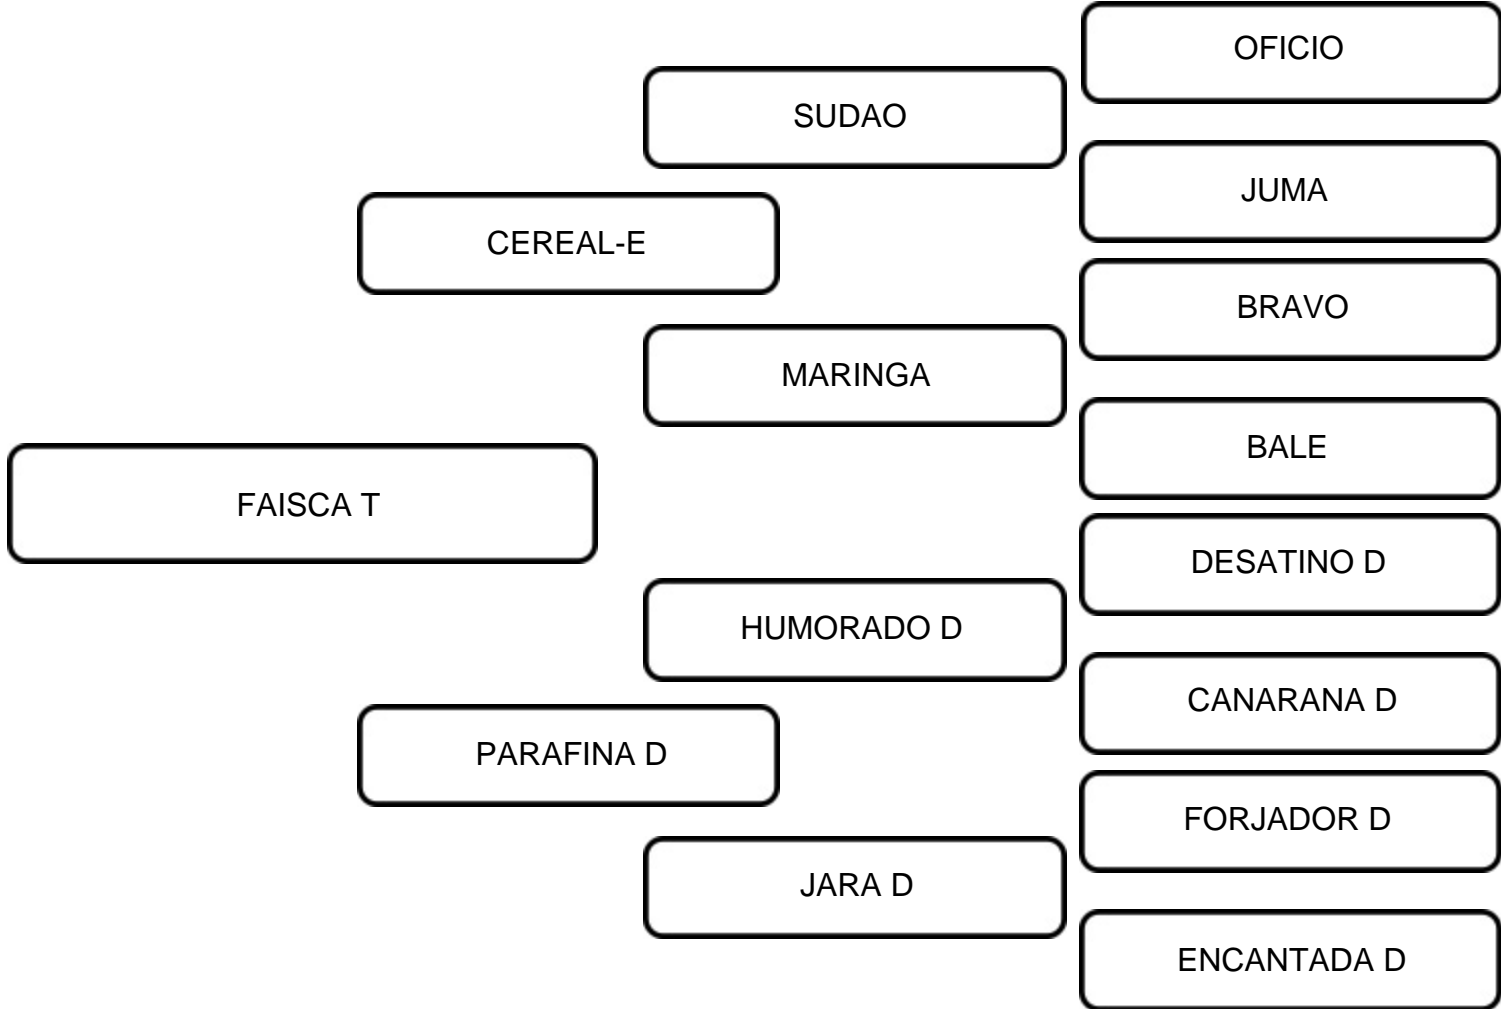 OFICIO
SUDAO
JUMA
CEREAL-E
BRAVO
MARINGA
BALE
FAISCA T
DESATINO D
HUMORADO D
CANARANA D
PARAFINA D
FORJADOR D
JARA D
ENCANTADA D